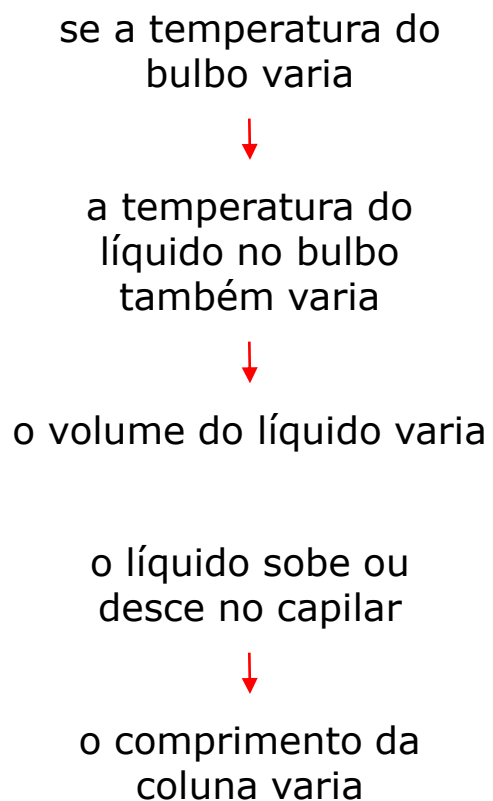 se a temperatura do
bulbo varia
a temperatura do
líquido no bulbo
também varia
o volume do líquido varia
o líquido sobe ou
desce no capilar
o comprimento da
coluna varia